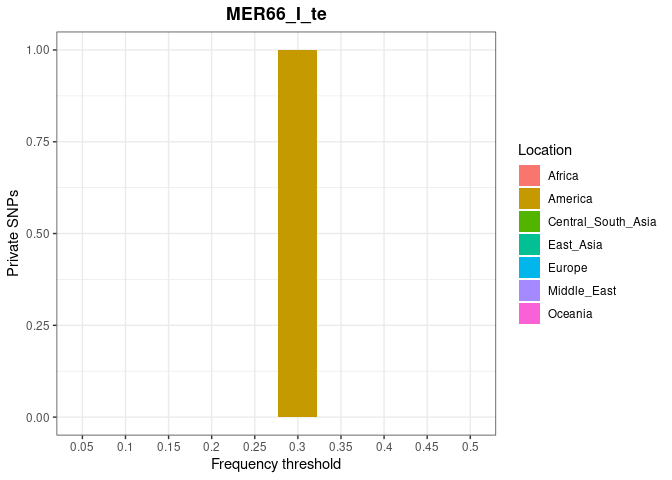 MER66_I_te
Private SNPs
1.00
0.75
0.50
0.25
0.00
0.05 0.1 0.15 0.2 0.25 0.3 0.35 0.4 0.45 0.5
Frequency threshold
Location
Africa
America
Central_South_Asia
East_Asia
Europe
Middle_East
Oceania